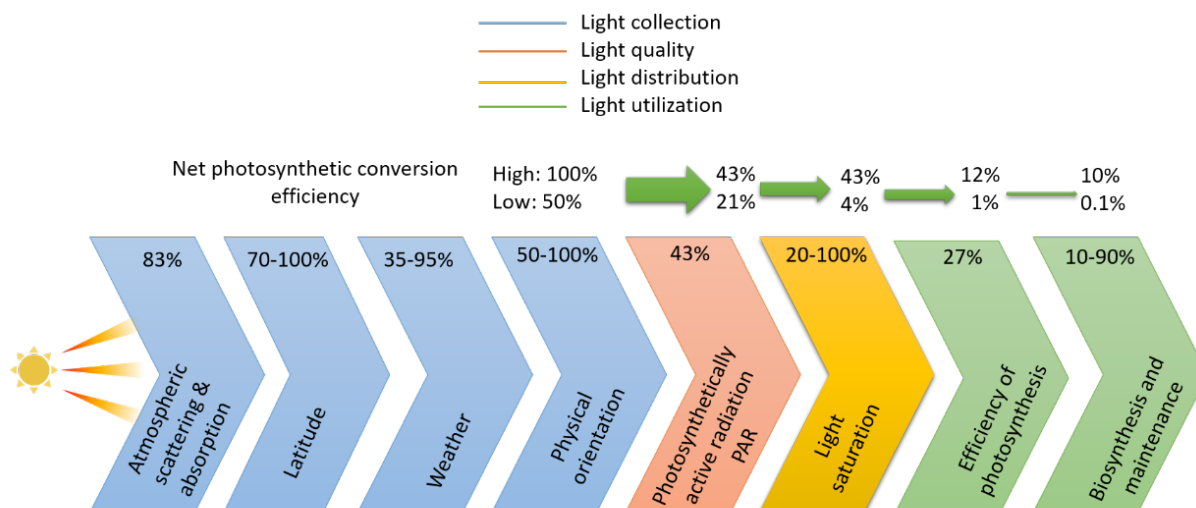 Light collection
Light quality
Light distribution
Light utilization
Net photosynthetic conversion
efficiency
High: 100%
Low: 50%
43%
21%
43%
4%
12%
1%
10%
0.1%
83%
70-100%
35-95%
50-100%
43%
20-100%
27%
10-90%
Atmospheric
scattering &
absorption
Latitude
Weather
Physical
orientation
Photosynthetically
active radiation
PAR
Light
saturation
Efficiency of
photosynthesis
Biosynthesis and
maintenance